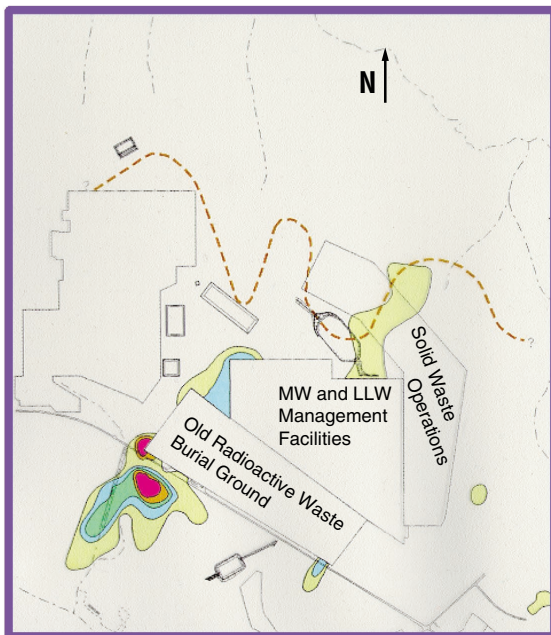 N
?
?
Solid Waste
Operations
MW and LLW
Management
Facilities
Old Radioactive Waste
Burial Ground